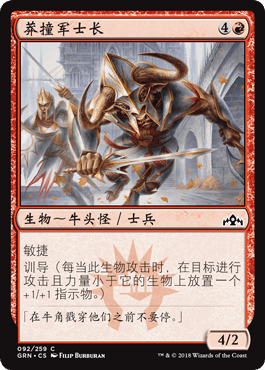 莽撞军士长 4
生物～牛头怪／士兵
敏捷
训导（每当此生物攻击时，在目标进行
攻击且力量小于它的生物上放置一个
+1/+1 指示物。）
「在牛角戳穿他们之前不要停。」
4/2
092/259 C
GRN • CS FILIP BURBURAN
™ & © 2018 Wizards of the Coast